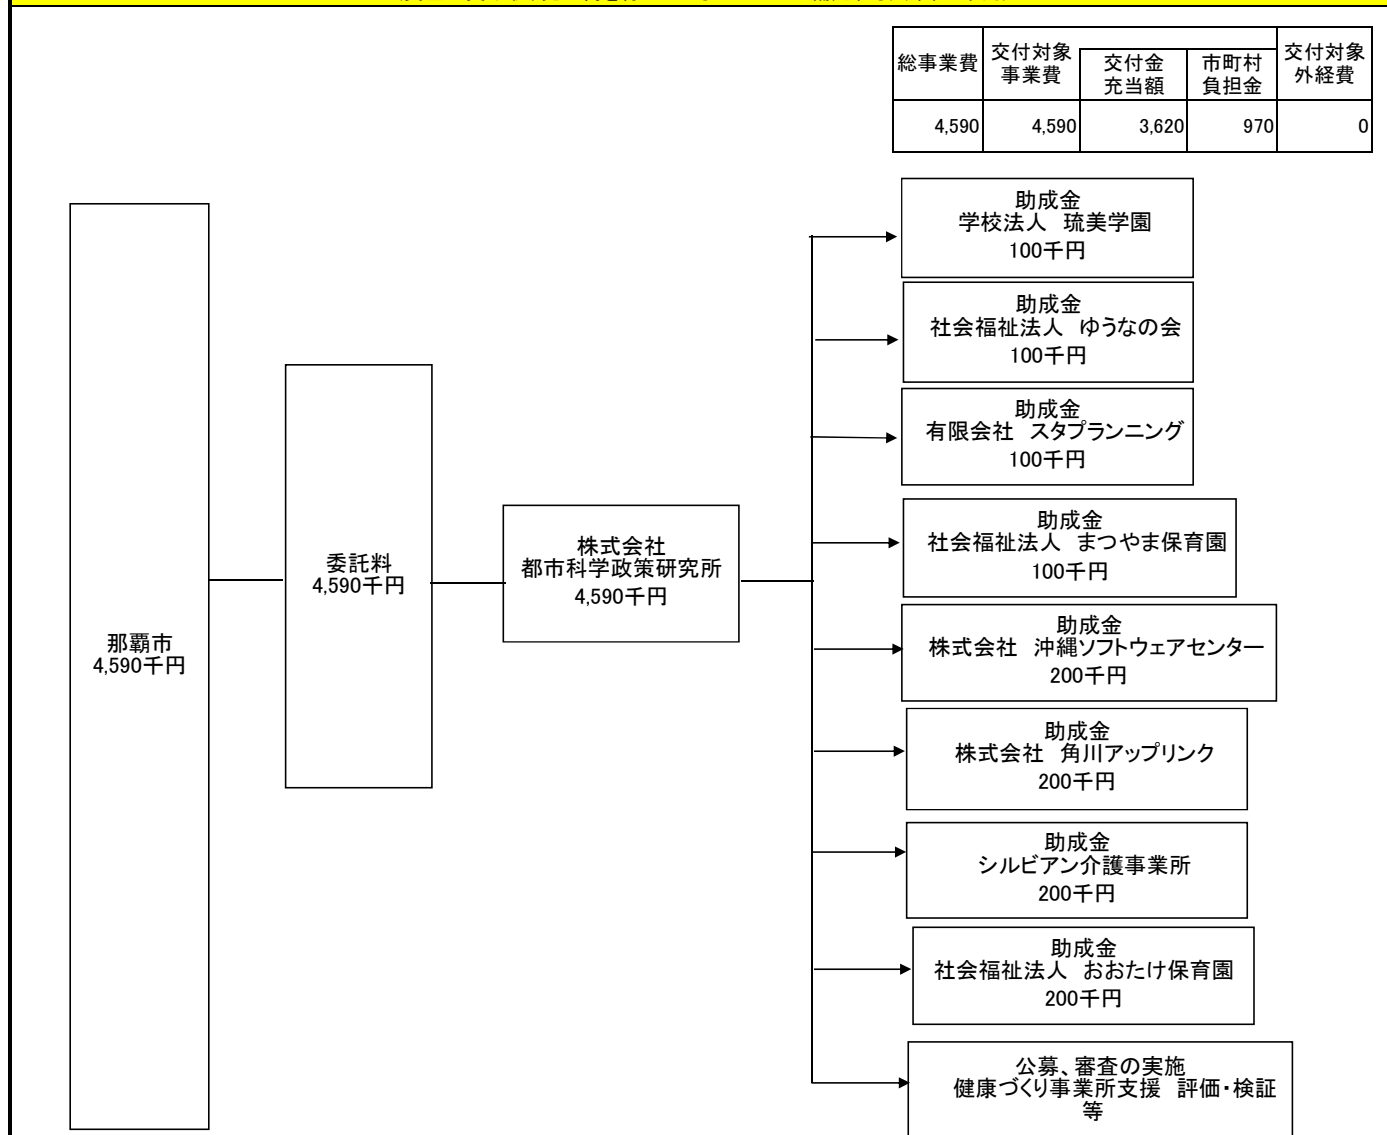 総事業費
交付対象
事業費
交付金
充当額
市町村
負担金
交付対象
外経費
4,590
4,590
3,620
970
0
那覇市
4,590千円
委託料
4,590千円
株式会社
都市科学政策研究所
4,590千円
助成金
学校法人　琉美学園
100千円
助成金
社会福祉法人　ゆうなの会
100千円
助成金
有限会社　スタプランニング
100千円
助成金
社会福祉法人　まつやま保育園
100千円
助成金
株式会社　沖縄ソフトウェアセンター
200千円
助成金
株式会社　角川アップリンク
200千円
助成金
シルビアン介護事業所
200千円
助成金
社会福祉法人　おおたけ保育園
200千円
公募、審査の実施
健康づくり事業所支援　評価・検証
等